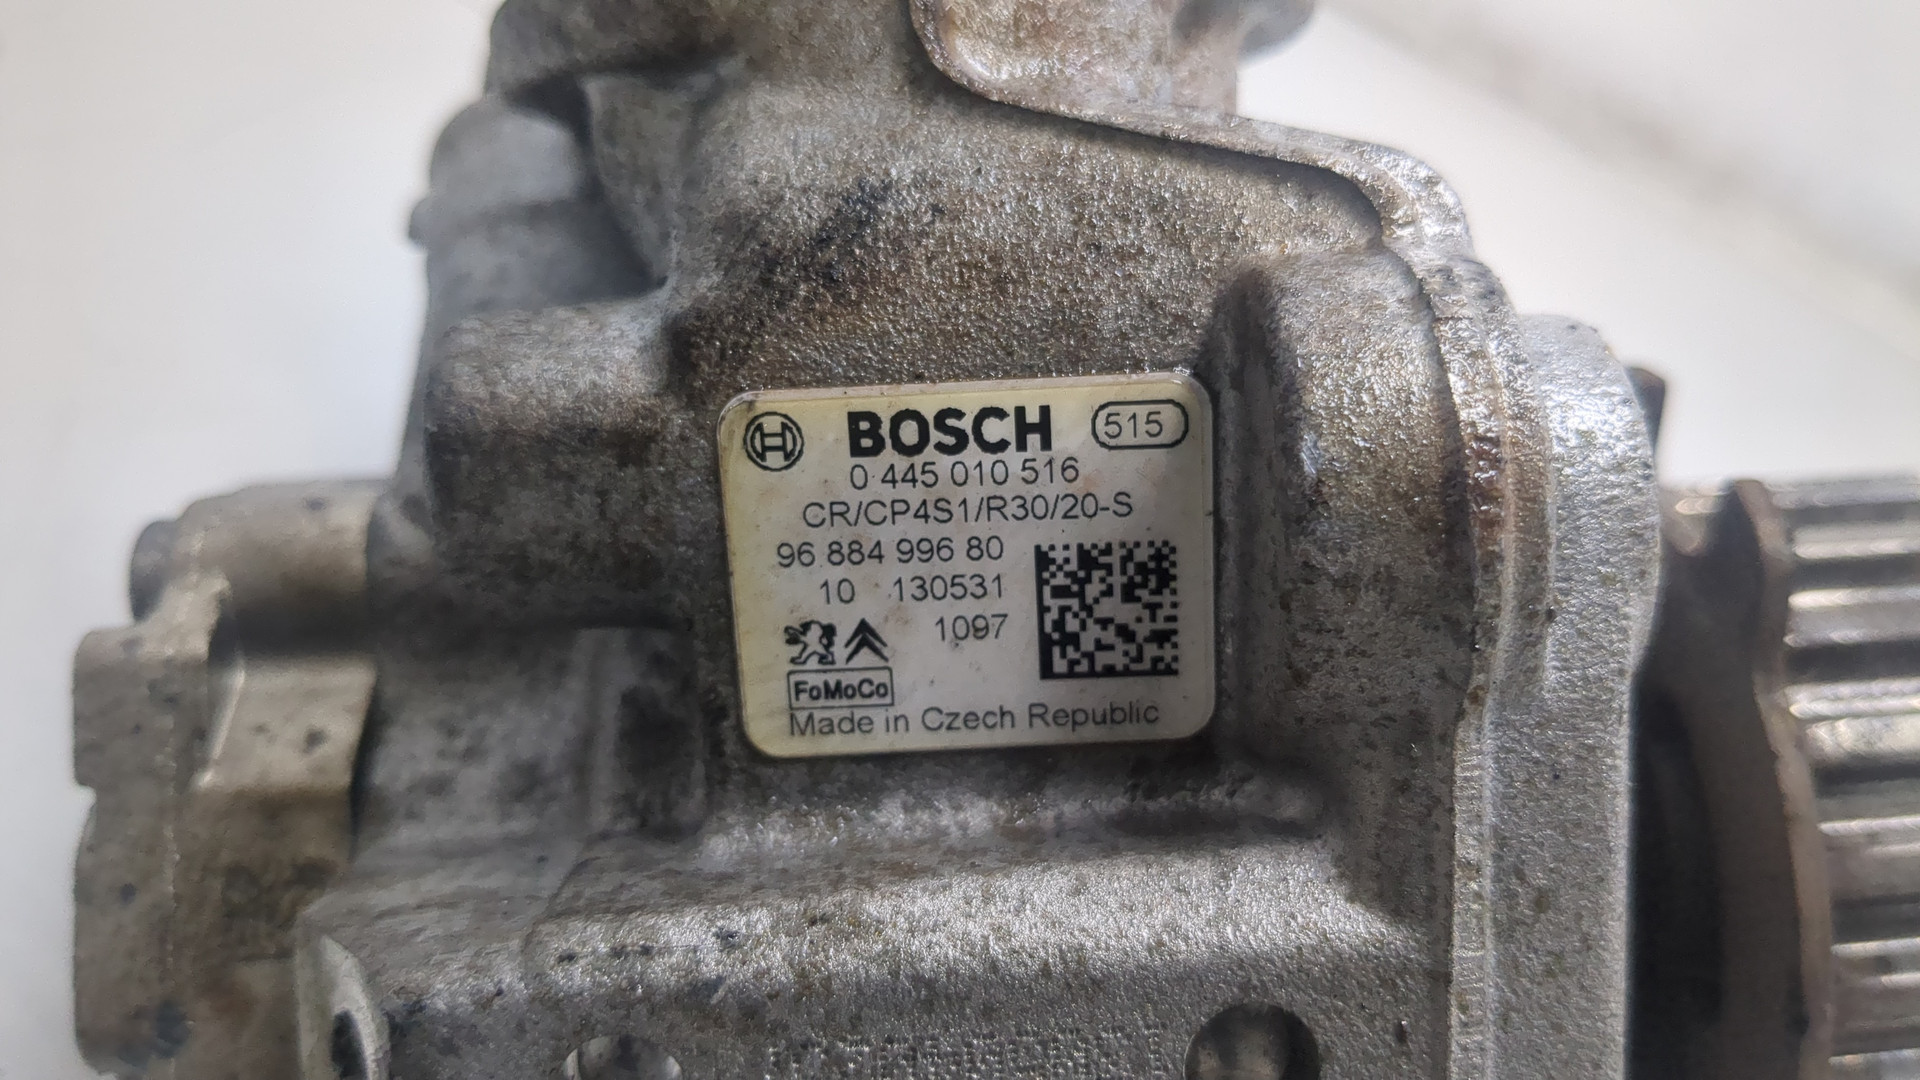 BOSCH 515
0 445 010 516
CR/CP4S1/R30/20-S
96 884 996 80
10 130531
1097
FoMoCo
Made in Czech Republic